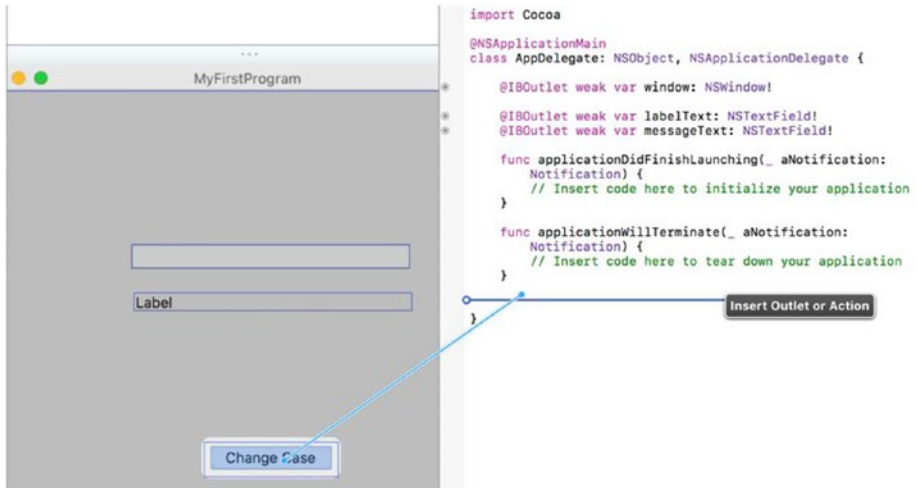 MyFirstProgram
Label
Change Case
import Cocoa
@NSApplicationMain
class AppDelegate: NSObject, NSApplicationDelegate {
@IBOutlet weak var window: NSWindow!
@IBOutlet weak var labelText: NSTextField!
@IBOutlet weak var messageText: NSTextField!
func applicationDidFinishLaunching(_ aNotification:
Notification) {
// Insert code here to initialize your application
}
func applicationWillTerminate(_ aNotification:
Notification) {
// Insert code here to tear down your application
}
Insert Outlet or Action
}